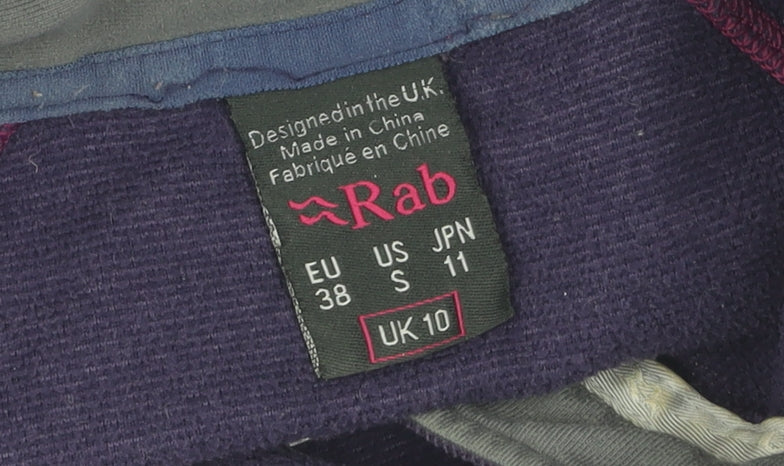 Designed in the U.K.
Made in China
Fabriqué en Chine
Rab
EU US JPN
38 S 11
UK 10